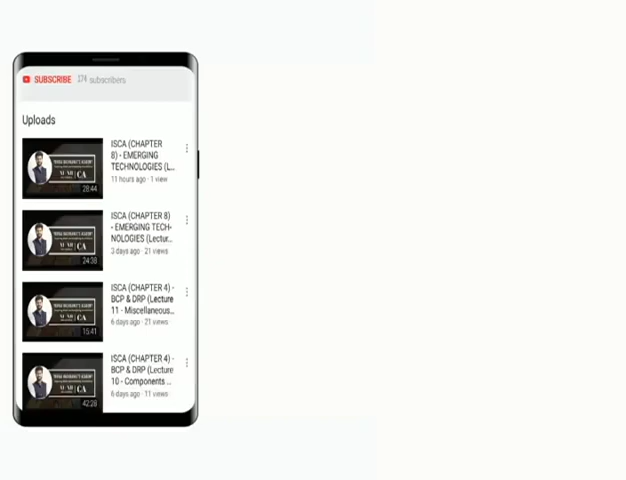 SUBSCRIBE 174 subscribers
Uploads
ISCA (CHAPTER
8) - EMERGING
TECHNOLOGIES (L...
11 hours ago · 1 view
28:44
ISCA (CHAPTER 8)
- EMERGING TECH-
NOLOGIES (Lectur...
3 days ago · 21 views
24:38
ISCA (CHAPTER 4) -
BCP & DRP (Lecture
11 - Miscellaneous...
6 days ago · 21 views
15:41
ISCA (CHAPTER 4) -
BCP & DRP (Lecture
10 - Components ...
6 days ago · 11 views
42:28